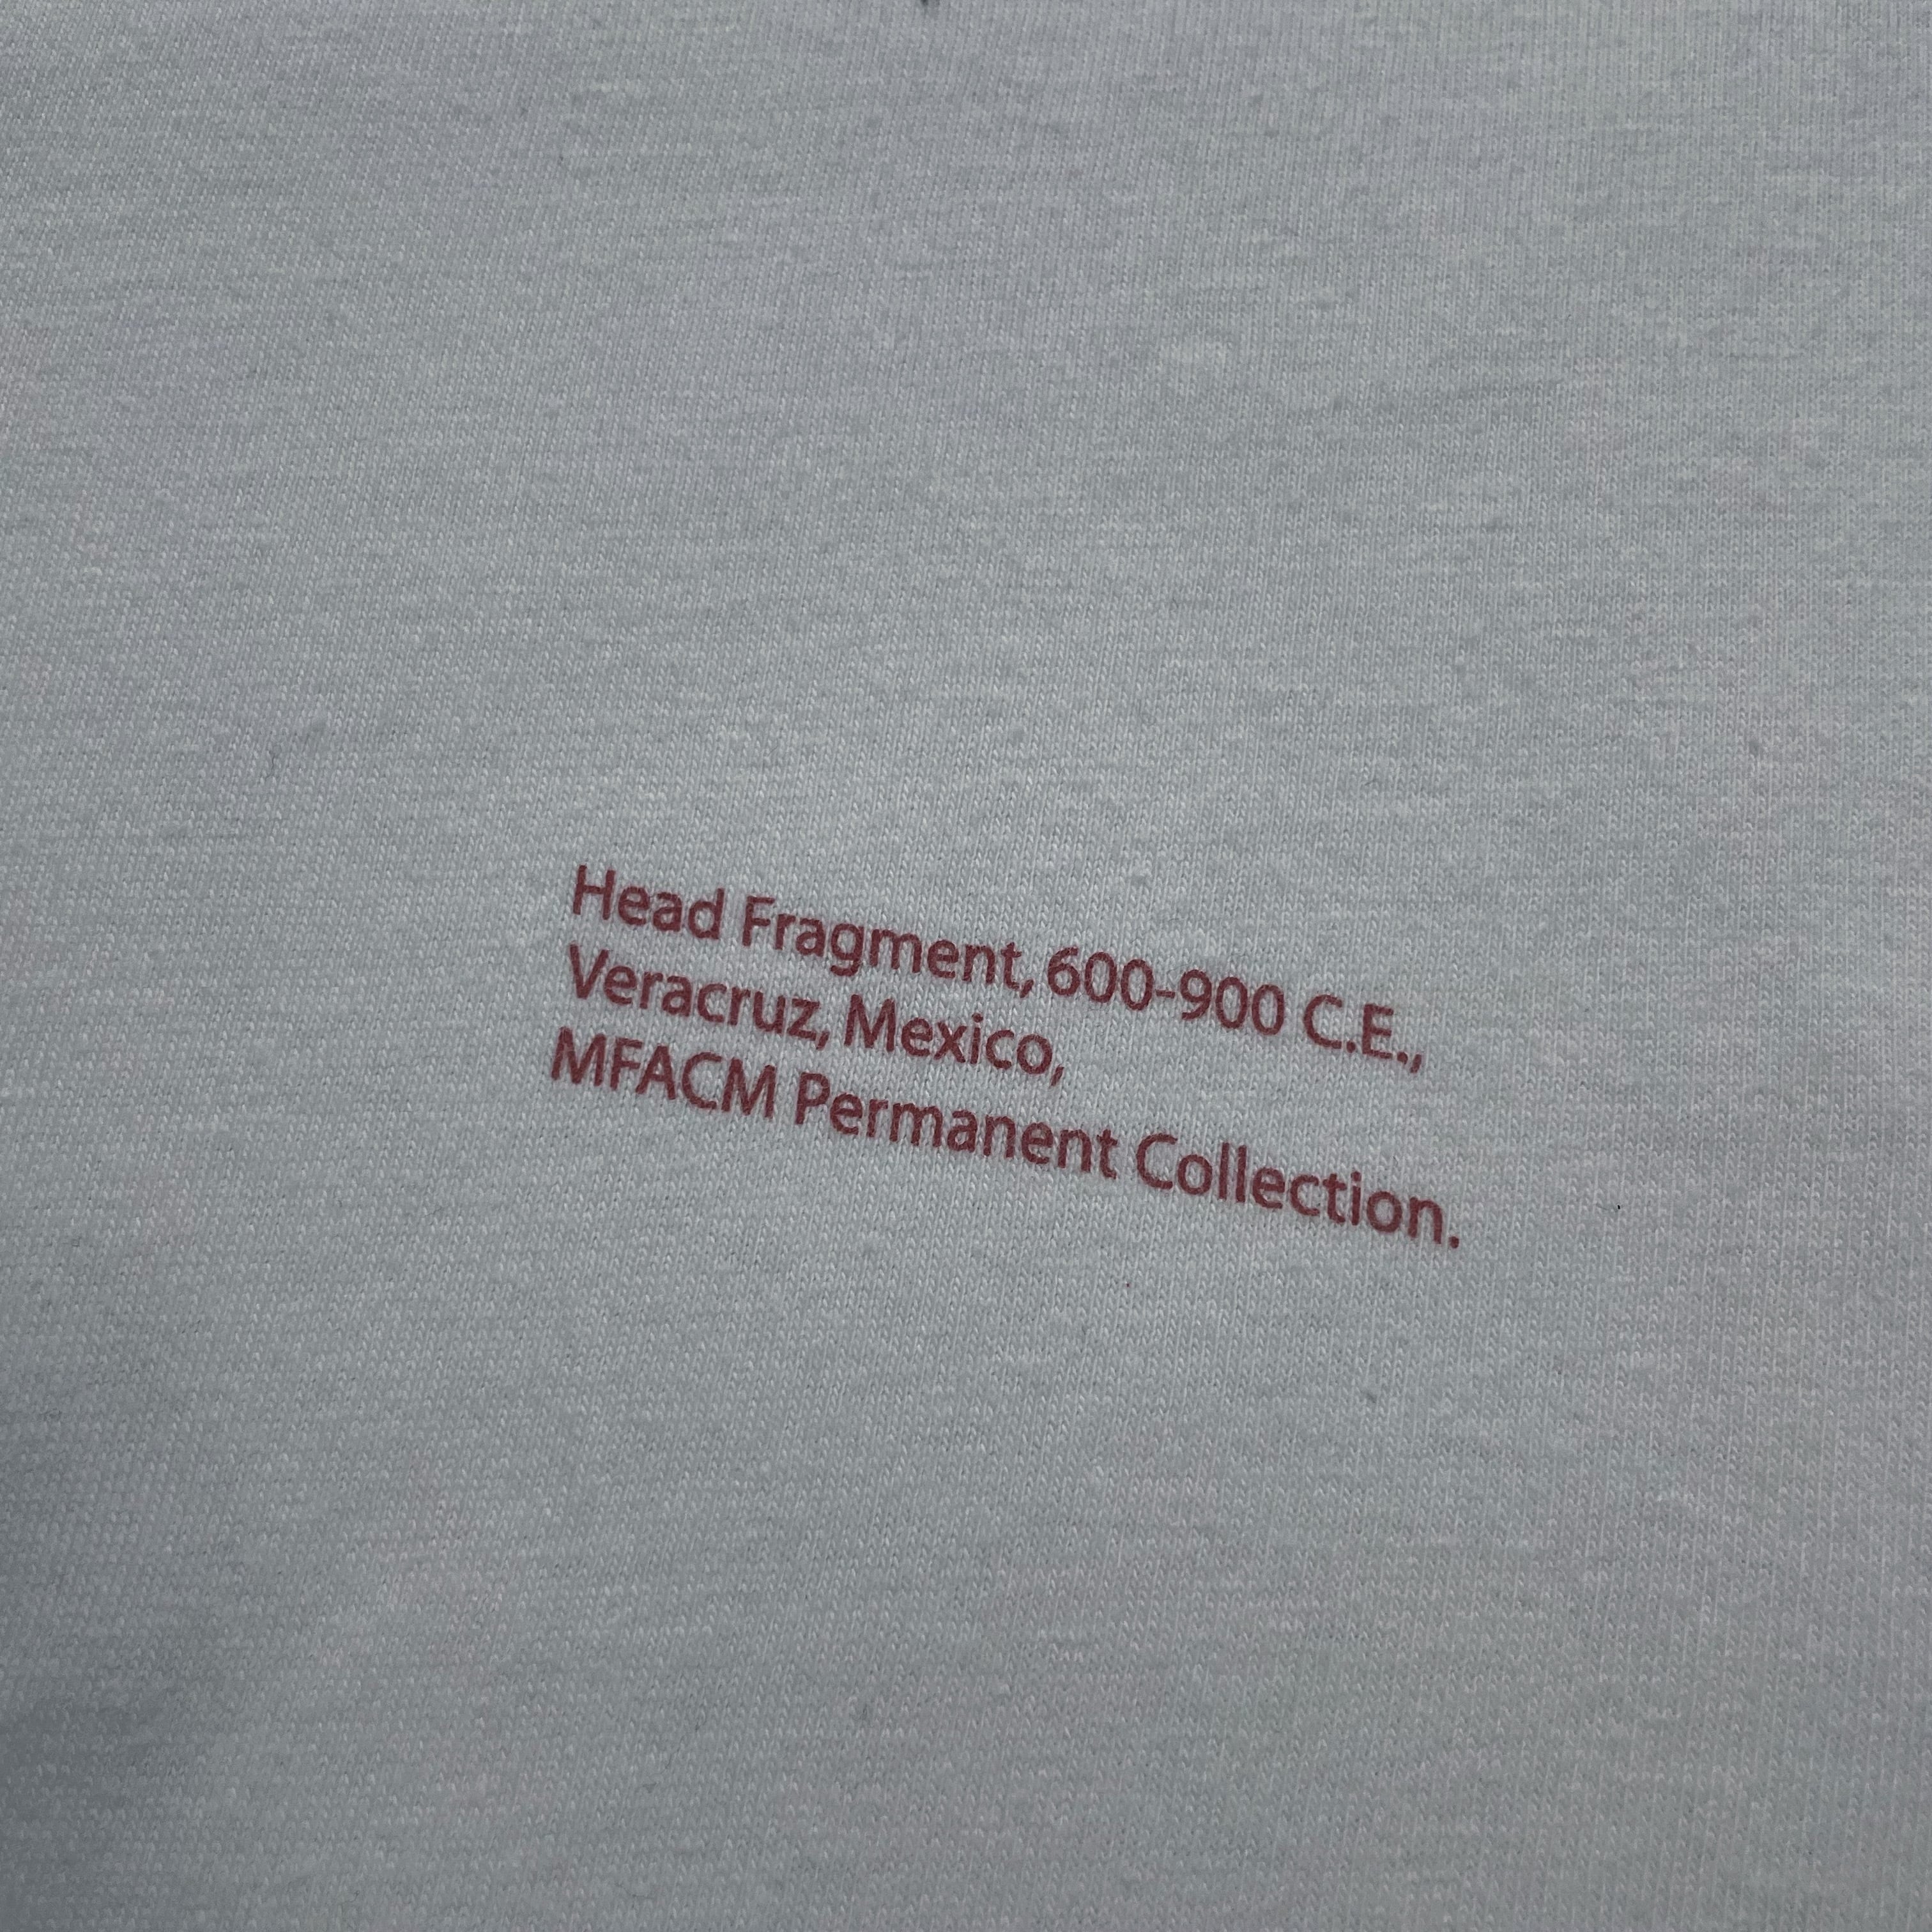 Head Fragment, 600-900 C.E.,
Veracruz, Mexico,
MFACM Permanent Collection.